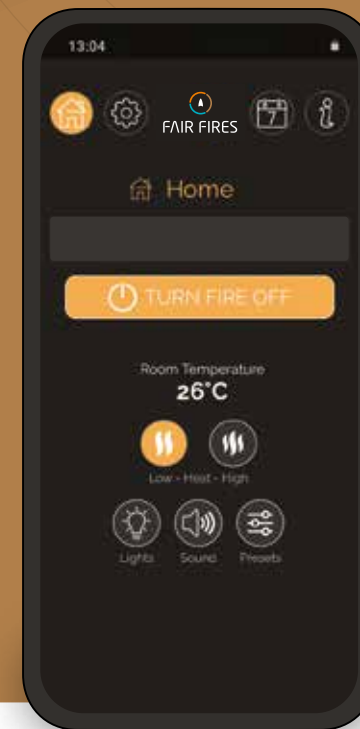 13:04
7
i
FAIR FIRES
Home
TURN FIRE OFF
Room Temperature
26°C
Low - Heat - High
Lights Sound Presets